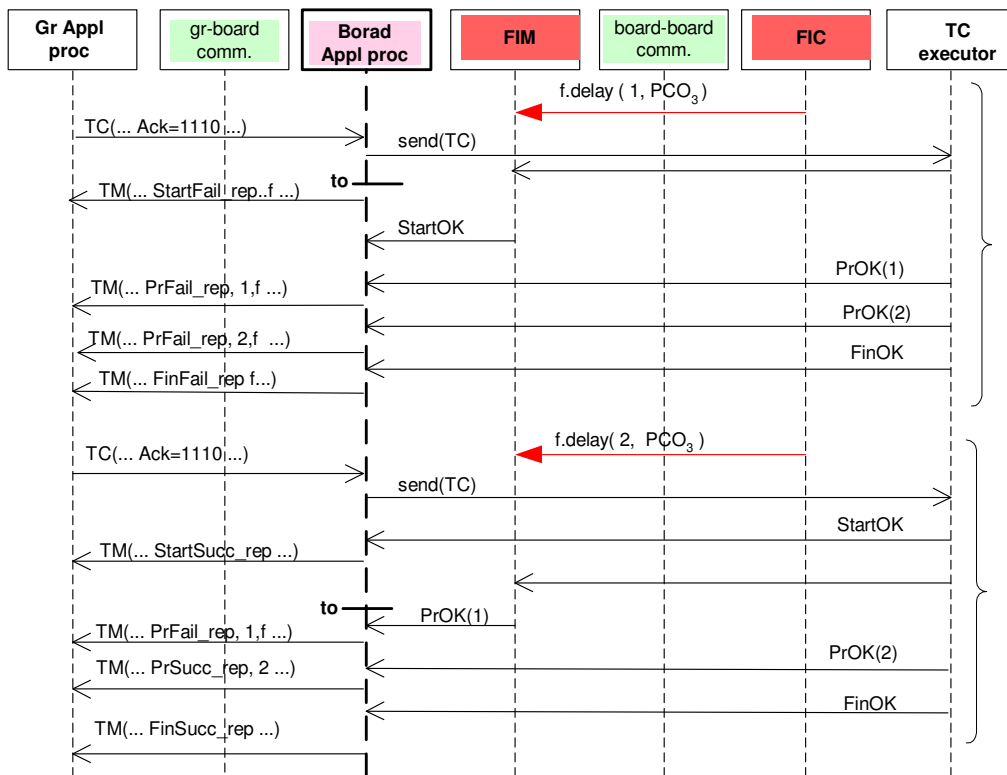 Gr Appl
proc
gr-board
comm.
Borad
Appl proc
FIM
board-board
comm.
FIC
TC
executor
f.delay ( 1, PCO3 )
TC(... Ack=1110 ...)
send(TC)
to
TM(... StartFail_rep..f ...)
StartOK
PrOK(1)
TM(... PrFail_rep, 1,f ...)
PrOK(2)
TM(... PrFail_rep, 2,f ...)
FinOK
TM(... FinFail_rep f...)
f.delay( 2, PCO3 )
TC(... Ack=1110 ...)
send(TC)
StartOK
TM(... StartSucc_rep ...)
to
PrOK(1)
TM(... PrFail_rep, 1,f ...)
PrOK(2)
TM(... PrSucc_rep, 2 ...)
FinOK
TM(... FinSucc_rep ...)